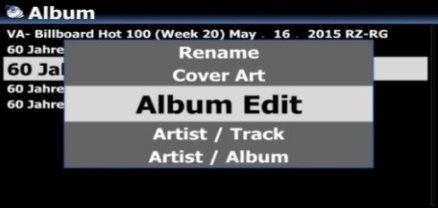 Album
VA- Billboard Hot 100 (Week 20) May . 16 . 2015 RZ-RG
60 Jahre
60 Ja
60 Jahre
60 Jahre
Rename
Cover Art
Album Edit
Artist / Track
Artist / Album